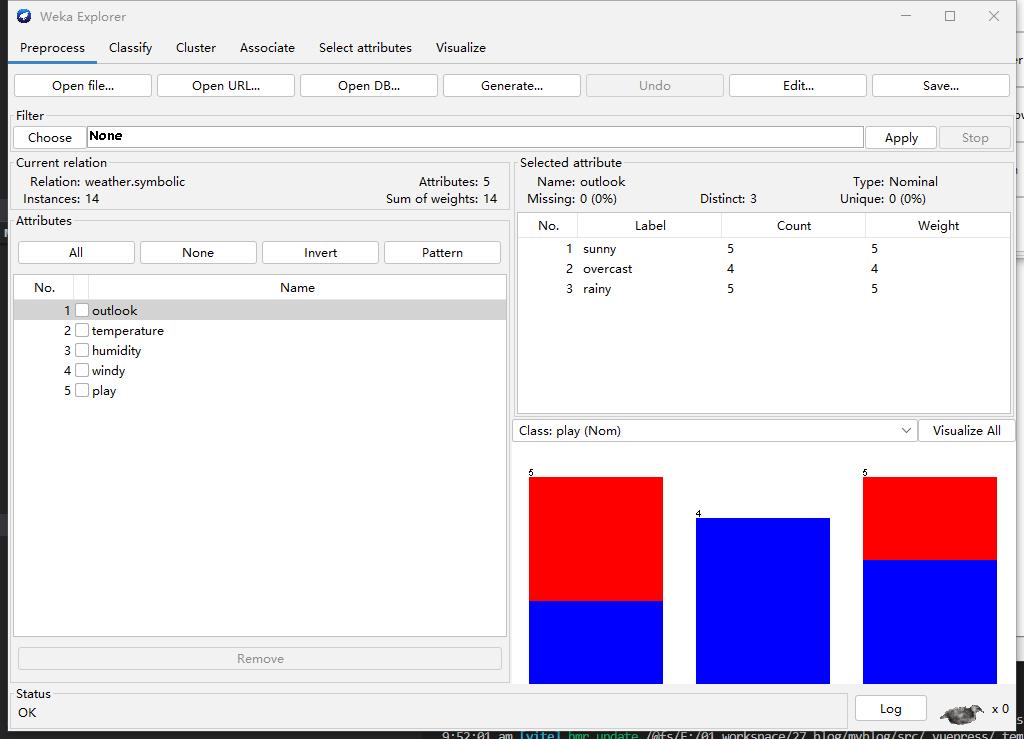 Weka Explorer
Preprocess Classify Cluster Associate Select attributes Visualize
Open file... Open URL... Open DB... Generate... Undo Edit... Save...
Filter
Choose None Apply Stop
Current relation
Relation: weather.symbolic Attributes: 5
Instances: 14 Sum of weights: 14
Attributes
All None Invert Pattern
No. Name
1 outlook
2 temperature
3 humidity
4 windy
5 play
Remove
Selected attribute
Name: outlook Type: Nominal
Missing: 0 (0%) Distinct: 3 Unique: 0 (0%)
No. Label Count Weight
1 sunny 5 5
2 overcast 4 4
3 rainy 5 5
Class: play (Nom) Visualize All
5 4 5
Status
OK
Log x 0
9:52:01 am [vite] hmr update /@fs/E:/01_workspace/27_blog/myblog/src/.vuepress/.tem